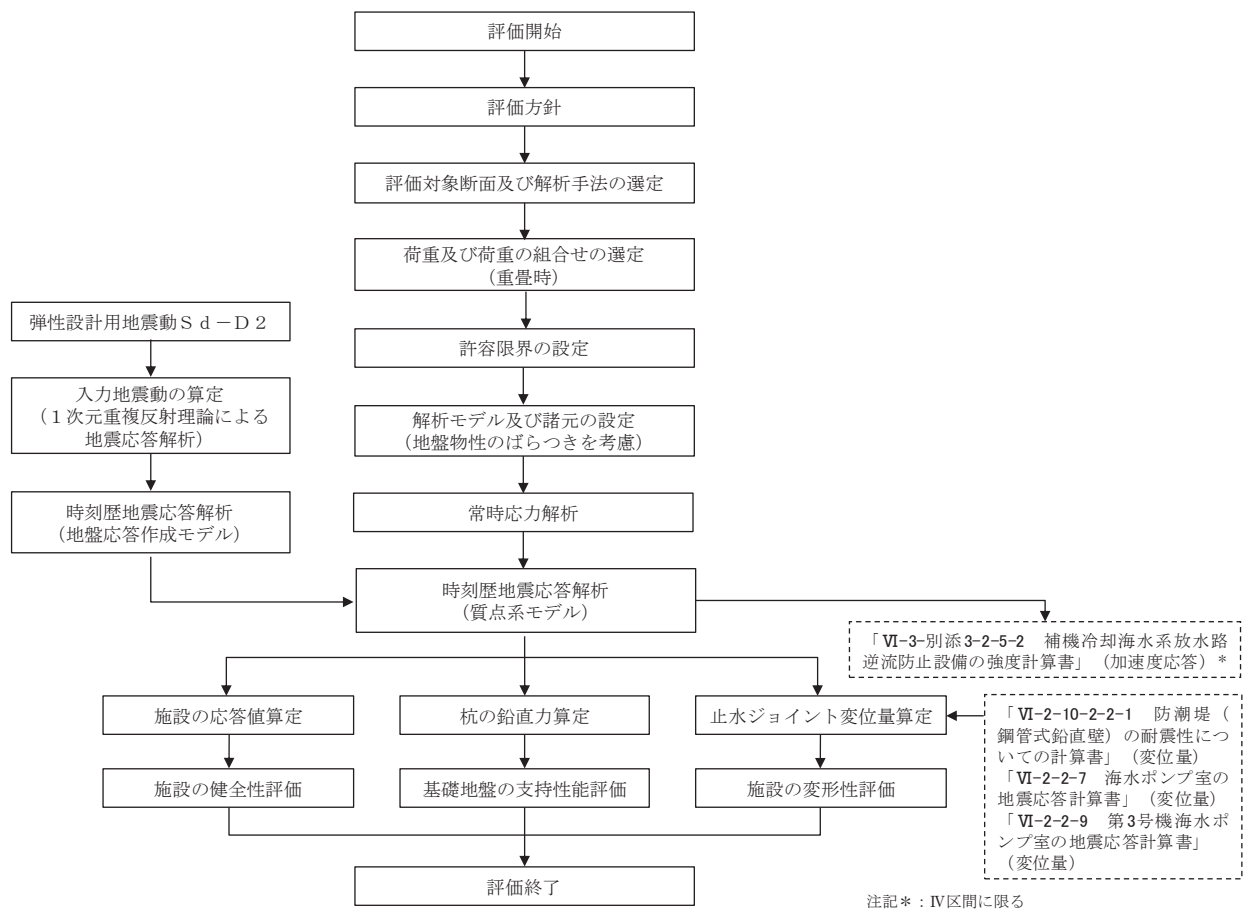 評価開始
評価方針
評価対象断面及び解析手法の選定
荷重及び荷重の組合せの選定
(重畳時)
許容限界の設定
解析モデル及び諸元の設定
(地盤物性のばらつきを考慮)
常時応力解析
弾性設計用地震動Ｓｄ－Ｄ２
入力地震動の算定
(１次元重複反射理論による
地震応答解析)
時刻歴地震応答解析
(地盤応答作成モデル)
時刻歴地震応答解析
(質点系モデル)
「Ⅵ-3-別添3-2-5-2 補機冷却海水系放水路
逆流防止設備の強度計算書」（加速度応答）*
施設の応答値算定
杭の鉛直力算定
止水ジョイント変位量算定
「Ⅵ-2-10-2-2-1 防潮堤（
鋼管式鉛直壁）の耐震性につ
いての計算書」（変位量）
「Ⅵ-2-2-7 海水ポンプ室の
地震応答計算書」（変位量）
「Ⅵ-2-2-9 第3号機海水ポ
ンプ室の地震応答計算書」
（変位量）
施設の健全性評価
基礎地盤の支持性能評価
施設の変形性評価
評価終了
注記＊：Ⅳ区間に限る